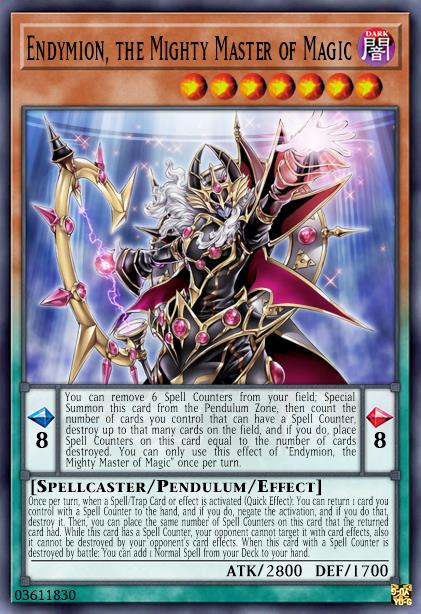 Endymion, the Mighty Master of Magic
DARK
闇
You can remove 6 Spell Counters from your field; Special
Summon this card from the Pendulum Zone, then count the
number of cards you control that can have a Spell Counter,
destroy up to that many cards on the field, and if you do, place
Spell Counters on this card equal to the number of cards
destroyed. You can only use this effect of "Endymion, the
Mighty Master of Magic" once per turn.
8
8
[Spellcaster/Pendulum/Effect]
Once per turn, when a Spell/Trap Card or effect is activated (Quick Effect): You can return 1 card you
control with a Spell Counter to the hand, and if you do, negate the activation, and if you do that,
destroy it. Then, you can place the same number of Spell Counters on this card that the returned
card had. While this card has a Spell Counter, your opponent cannot target it with card effects, also
it cannot be destroyed by your opponent's card effects. When this card with a Spell Counter is
destroyed by battle: You can add 1 Normal Spell from your Deck to your hand.
ATK/2800 DEF/1700
03611830